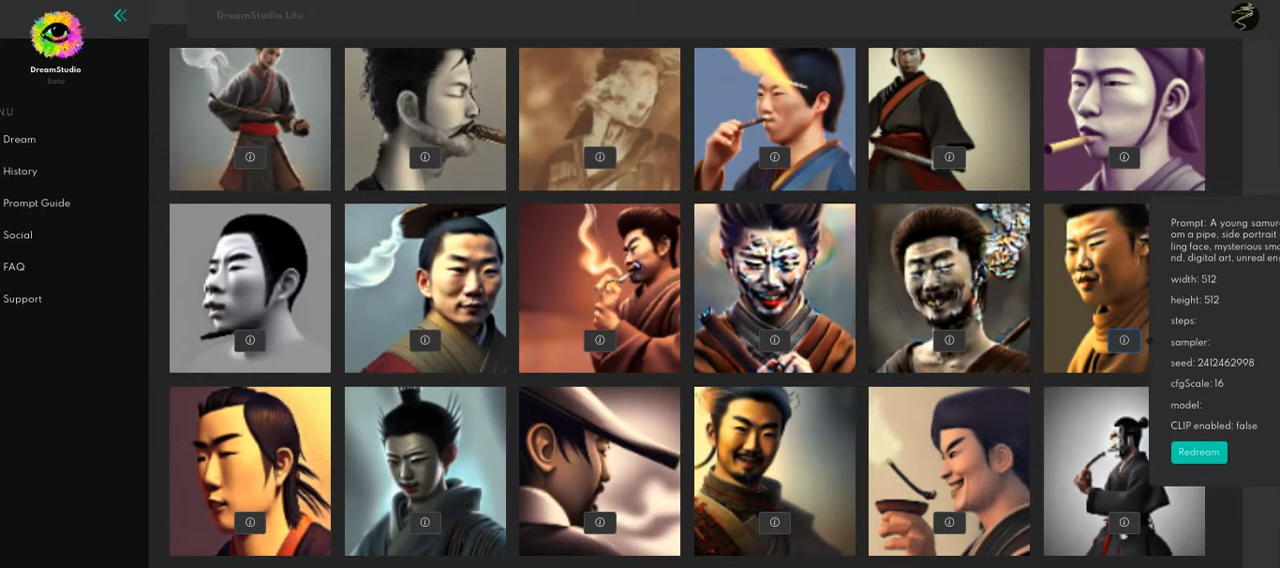 DreamStudio Lite
DreamStudio
beta
NU
Dream
History
Prompt Guide
Social
FAQ
Support
Prompt: A young samur
om a pipe, side portrait
ling face, mysterious smo
nd, digital art, unreal en
width: 512
height: 512
steps:
sampler:
seed: 2412462998
cfgScale: 16
model:
CLIP enabled: false
Redream